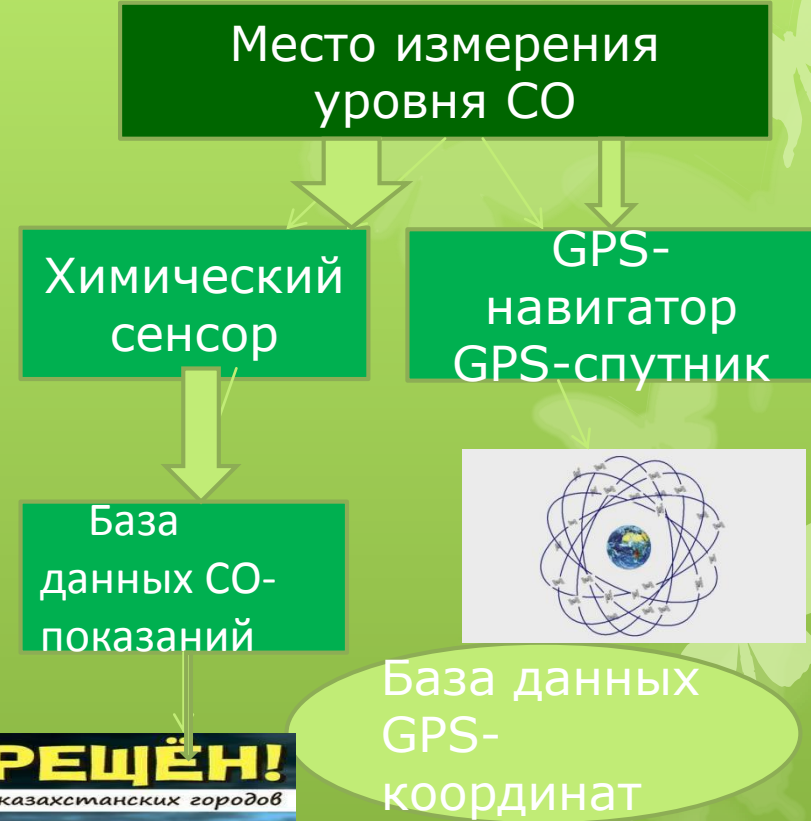 Место измерения
уровня СО
Химический
сенсор
GPS-
навигатор
GPS-спутник
База
данных СО-
показаний
База данных
GPS-
координат
РЕЩЁН!
казахстанских городов